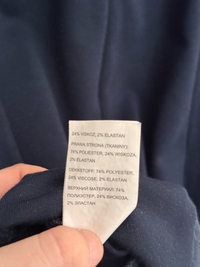 24% VISKOZ, 2% ELASTAN
PRAWA STRONA (TKANINY):
74% POLIESTER, 24% WISKOZA,
2% ELASTAN
DEKKSTOFF: 74% POLYESTER,
24% VISCOSE, 2% ELASTAN
ВЕРХНИЙ МАТЕРИАЛ: 74%
ПОЛИЭСТЕР, 24% ВИСКОЗА,
2% ЭЛАСТАН